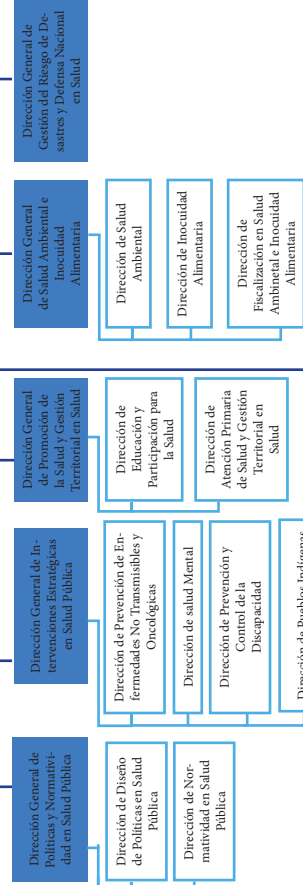 Dirección General de
Políticas y Normativi-
dad en Salud Pública
Dirección de Diseño
de Políticas en Salud
Pública
Dirección de Nor-
matividad en Salud
Pública
Dirección General de In-
tervenciones Estratégicas
en Salud Pública
Dirección de Prevención de En-
fermedades No Transmisibles y
Oncológicas
Dirección de salud Mental
Dirección de Prevención y
Control de la
Discapacidad
Dirección de Pueblos Indígenas
Dirección General
de Promoción de
la Salud y Gestión
Territorial en Salud
Dirección de
Educación y
Participación para
la Salud
Dirección de
Atención Primaria
de Salud y Gestión
Territorial en
Salud
Dirección General
de Salud Ambiental e
Inocuidad
Alimentaria
Dirección de Salud
Ambiental
Dirección de Inocuidad
Alimentaria
Dirección de
Fiscalización en Salud
Ambinetal e Inocuidad
Alimentaria
Dirección General de
Gestión del Riesgo de De-
sastres y Defensa Nacional
en Salud